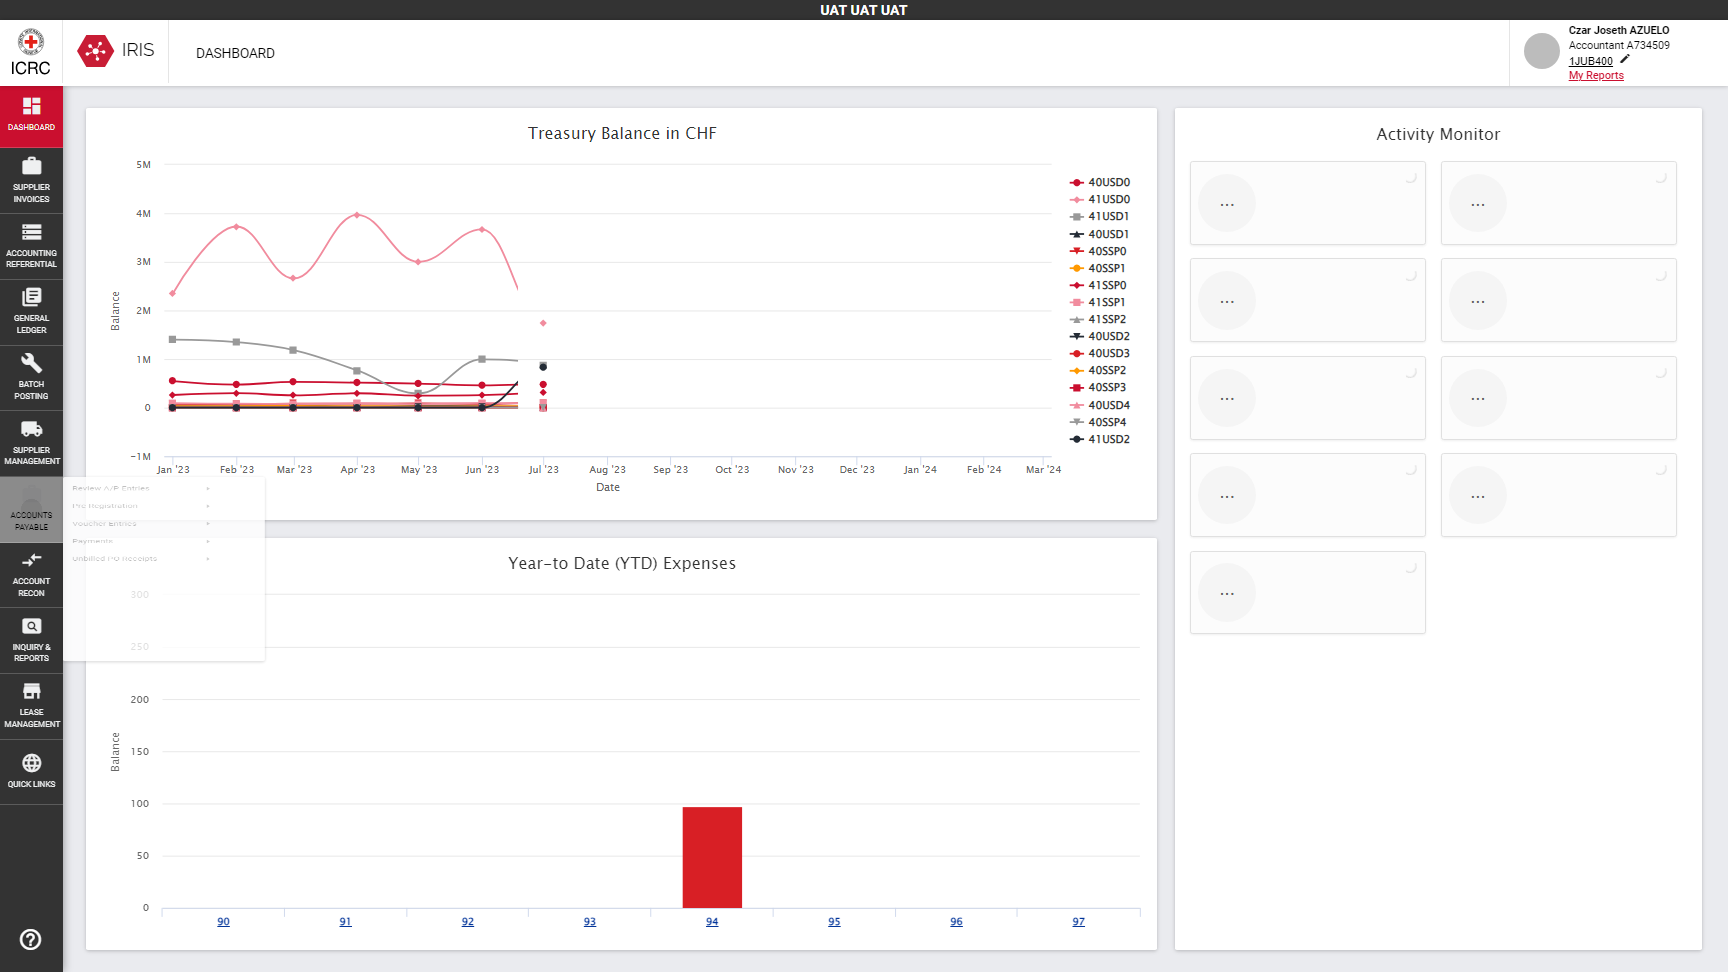 UAT UAT UAT
ICRC
IRIS
DASHBOARD
Czar Joseth AZUELO
Accountant A734509
1JUB400
My Reports
DASHBOARD
SUPPLIER
INVOICES
ACCOUNTING
REFERENTIAL
GENERAL
LEDGER
BATCH
POSTING
SUPPLIER
MANAGEMENT
ACCOUNTS
PAYABLE
ACCOUNT
RECON
INQUIRY &
REPORTS
LEASE
MANAGEMENT
QUICK LINKS
Review A/P Entries
Pre Registration
Voucher Entries
Payments
Unbilled PO Receipts
Treasury Balance in CHF
Balance
5M
4M
3M
2M
1M
0
−1M
Jan '23 Feb '23 Mar '23 Apr '23 May '23 Jun '23 Jul '23 Aug '23 Sep '23 Oct '23 Nov '23 Dec '23 Jan '24 Feb '24 Mar '24
Date
40USD0
41USD0
41USD1
40USD1
40SSP0
40SSP1
41SSP0
41SSP1
41SSP2
40USD2
40USD3
40SSP2
40SSP3
40USD4
40SSP4
41USD2
Year-to Date (YTD) Expenses
Balance
300
250
200
150
100
50
0
90 91 92 93 94 95 96 97
Activity Monitor
... ...
... ...
... ...
... ...
...